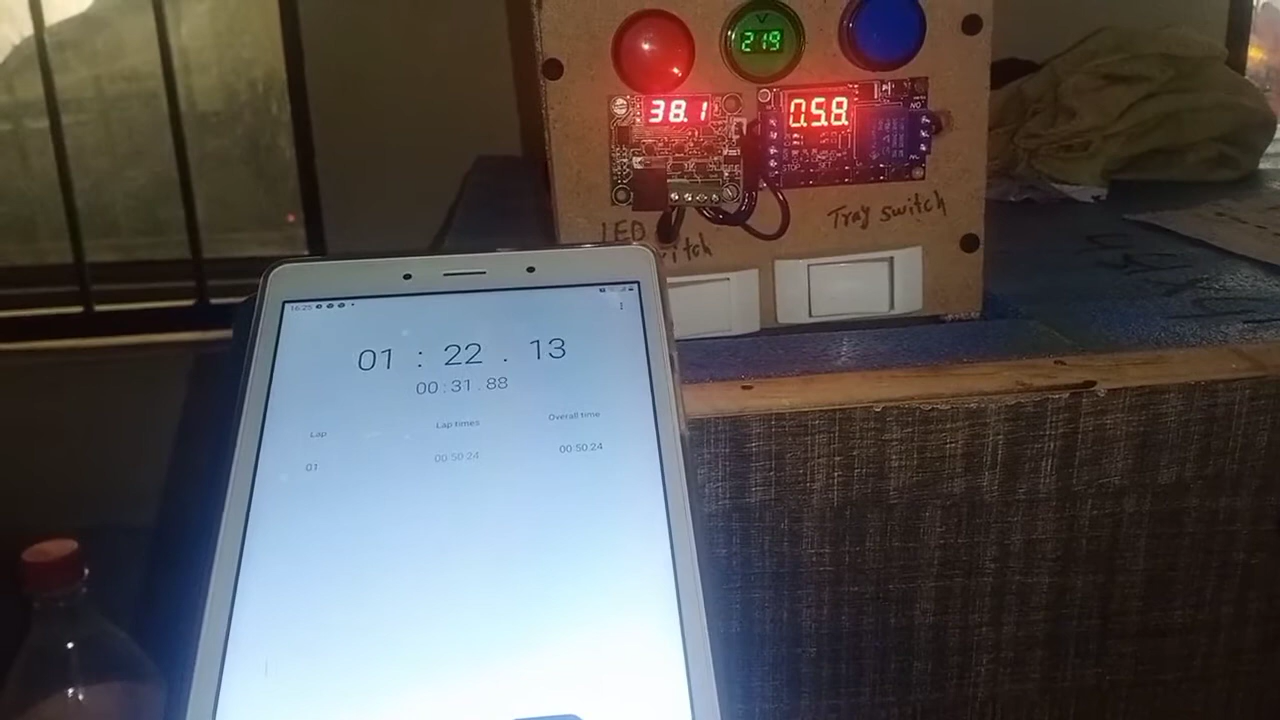 V
219
38.1
0.5.8.
LED
Tray switch
itch
16:25
01 : 22 . 13
00:31.88
Lap Lap times Overall time
01 00:50.24 00:50.24